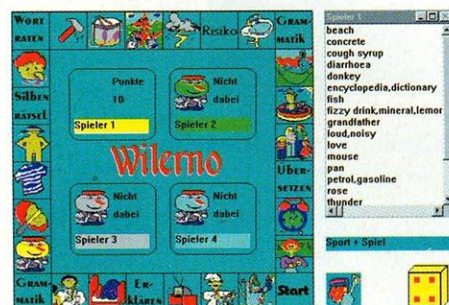 WORT
RATEN
Risiko
GRAM-
matik
Silben
RÄTSEL
Punkte
10
Spieler 1
Nicht
dabei
Spieler 2
Wilerno
Nicht
dabei
Spieler 3
Nicht
dabei
Spieler 4
ÜBER-
SETZEN
GRAM-
matik
ER-
KLÄREN
Start
Spieler 1
beach
concrete
cough syrup
diarrhoea
donkey
encyclopedia,dictionary
fish
fizzy drink,mineral,lemor
grandfather
loud,noisy
love
mouse
pan
petrol,gasoline
rose
thunder
Sport + Spiel